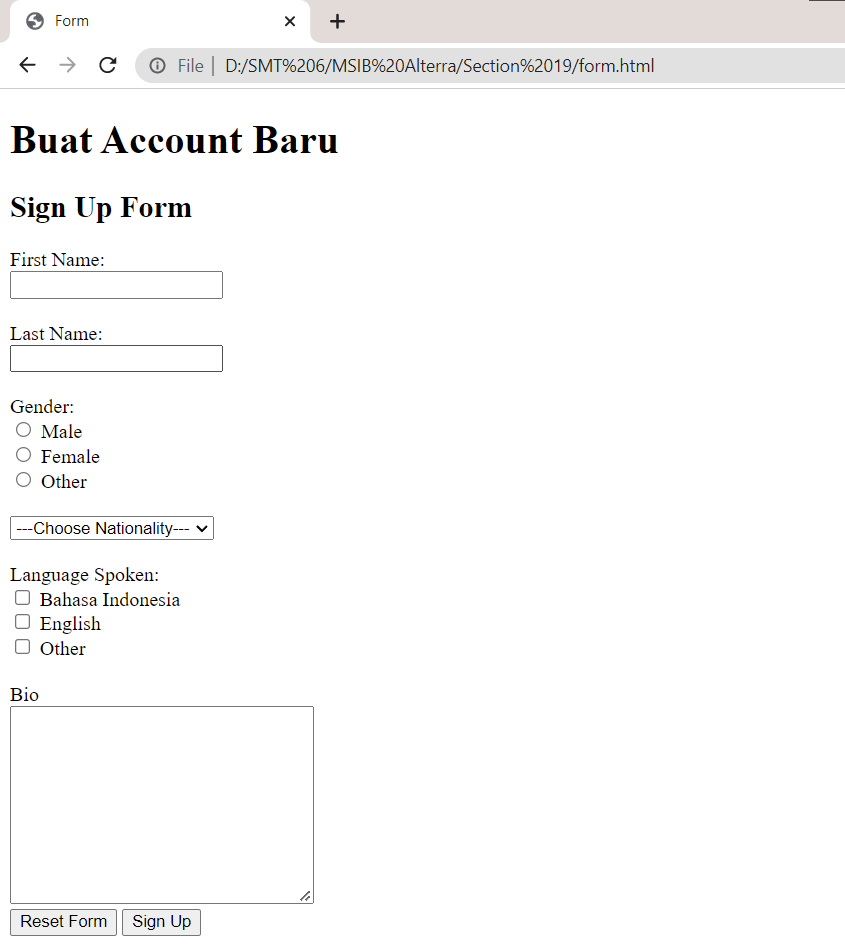 Form
File | D:/SMT%206/MSIB%20Alterra/Section%2019/form.html
Buat Account Baru
Sign Up Form
First Name:
Last Name:
Gender:
Male
Female
Other
---Choose Nationality---
Language Spoken:
Bahasa Indonesia
English
Other
Bio
Reset Form Sign Up